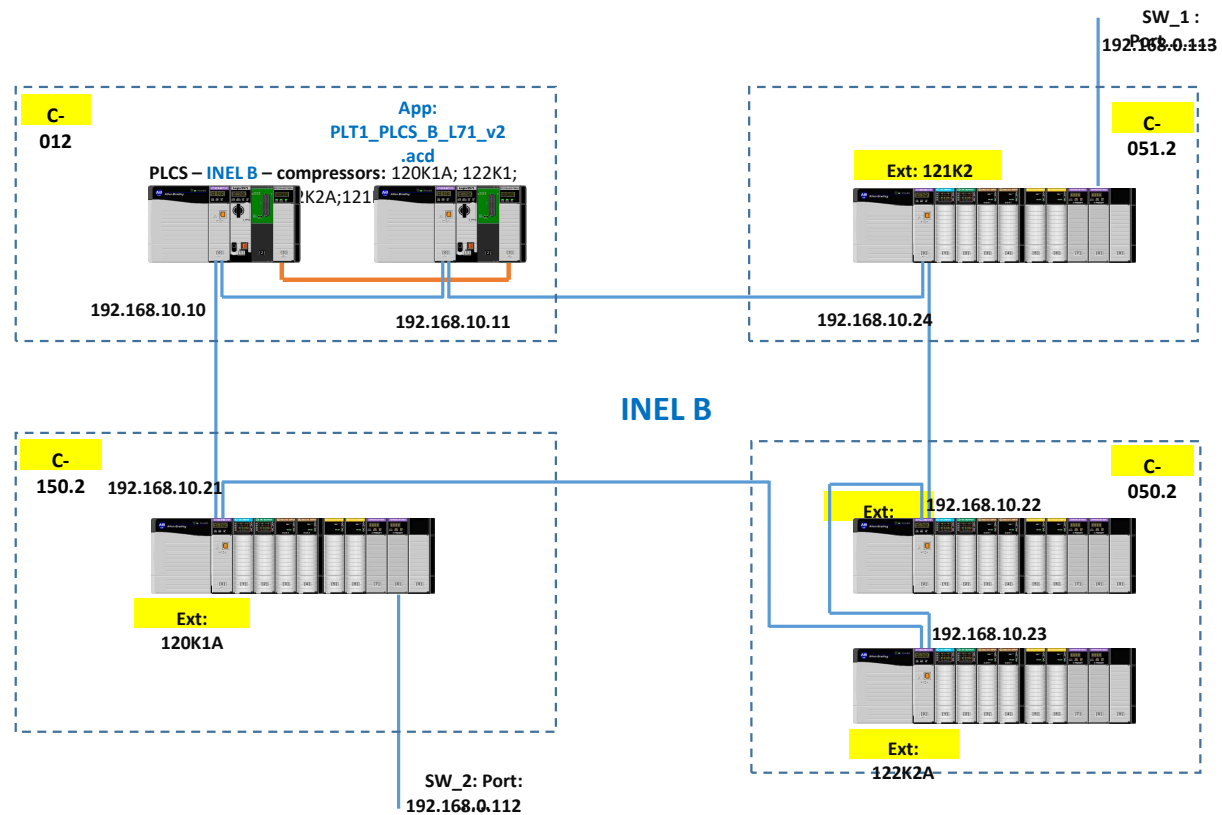 SW_1 :
Port
192.168.0.113
C-
012
App:
PLT1_PLCS_B_L71_v2
.acd
PLCS – INEL B – compressors: 120K1A; 122K1;
K2A;121
C-
051.2
Ext: 121K2
192.168.10.10
192.168.10.11
192.168.10.24
INEL B
C-
150.2
192.168.10.21
C-
050.2
Ext:
192.168.10.22
Ext:
120K1A
192.168.10.23
Ext:
122K2A
SW_2: Port:
192.168.0.112